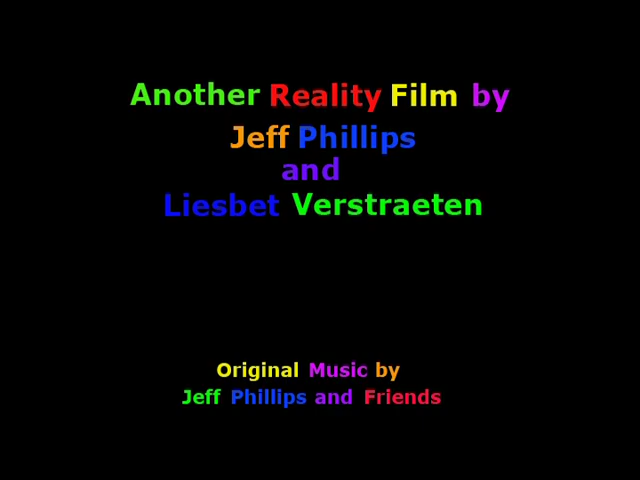 Another Reality Film by
Jeff Phillips
and
Liesbet Verstraeten
Original Music by
Jeff Phillips and Friends